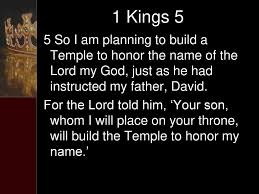 1 Kings 5
5 So I am planning to build a
Temple to honor the name of the
Lord my God, just as he had
instructed my father, David.
For the Lord told him, ‘Your son,
whom I will place on your throne,
will build the Temple to honor my
name.’